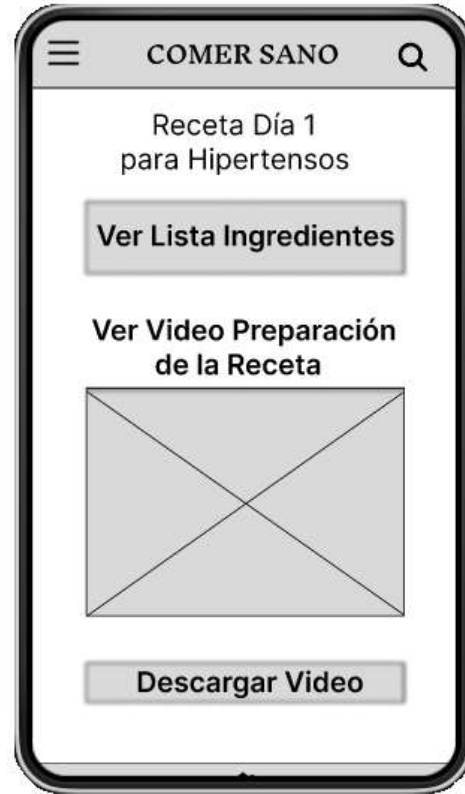 COMER SANO
Receta Día 1
para Hipertensos
Ver Lista Ingredientes
Ver Video Preparación
de la Receta
Descargar Video